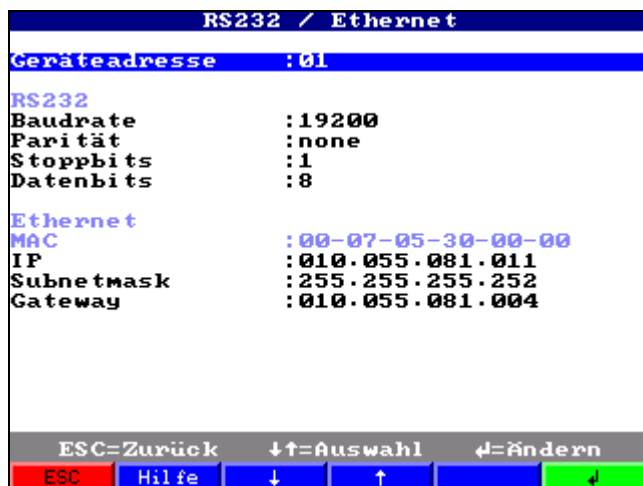 RS232 / Ethernet
Geräteadresse :01
RS232
Baudrate :19200
Parität :none
Stoppbits :1
Datenbits :8
Ethernet
MAC :00-07-05-30-00-00
IP :010.055.081.011
Subnetmask :255.255.255.252
Gateway :010.055.081.004
ESC=Zurück ↓↑=Auswahl ↵=Ändern
ESC Hilfe ↓ ↑ ↵